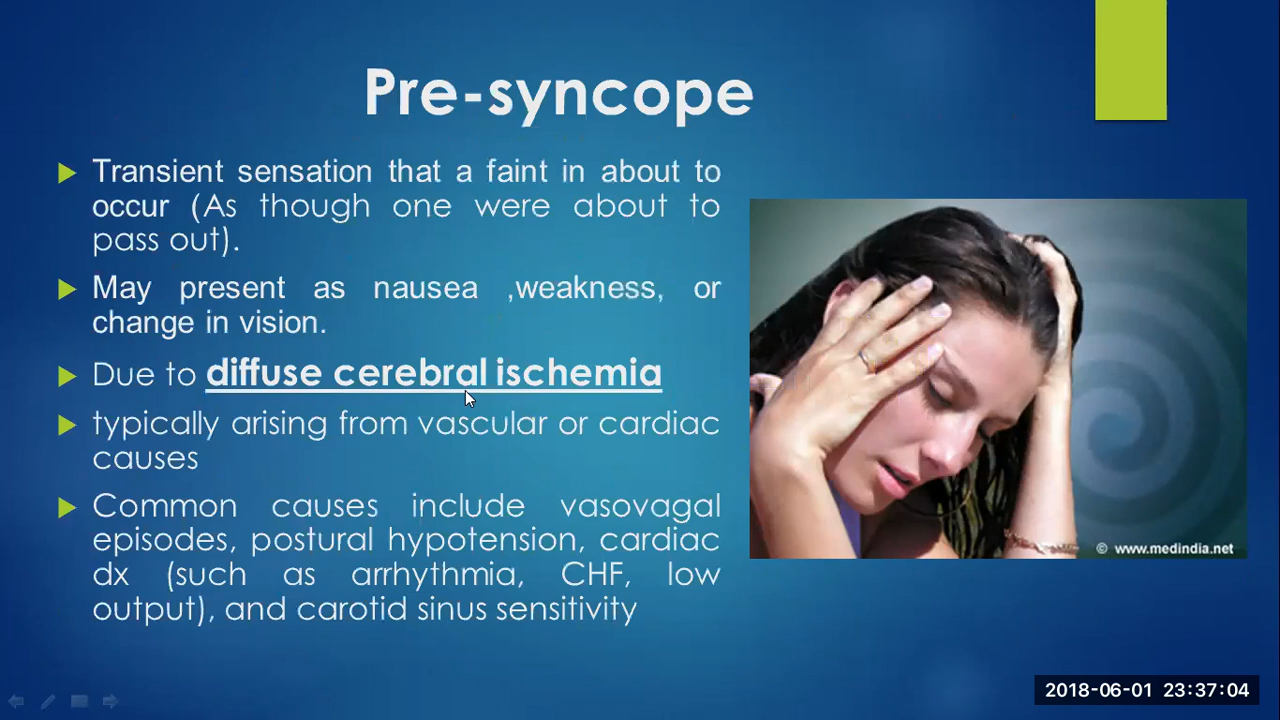 Pre-syncope
Transient sensation that a faint in about to
occur (As though one were about to
pass out).
May present as nausea ,weakness, or
change in vision.
Due to diffuse cerebral ischemia
typically arising from vascular or cardiac
causes
Common causes include vasovagal
episodes, postural hypotension, cardiac
dx (such as arrhythmia, CHF, low
output), and carotid sinus sensitivity
© www.medindia.net
2018-06-01 23:37:04